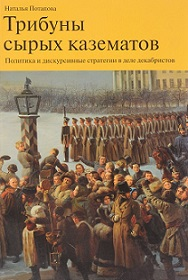 Наталья Потапова
Трибуны
сырых казематов
Политика и дискурсивные стратегии в деле декабристов